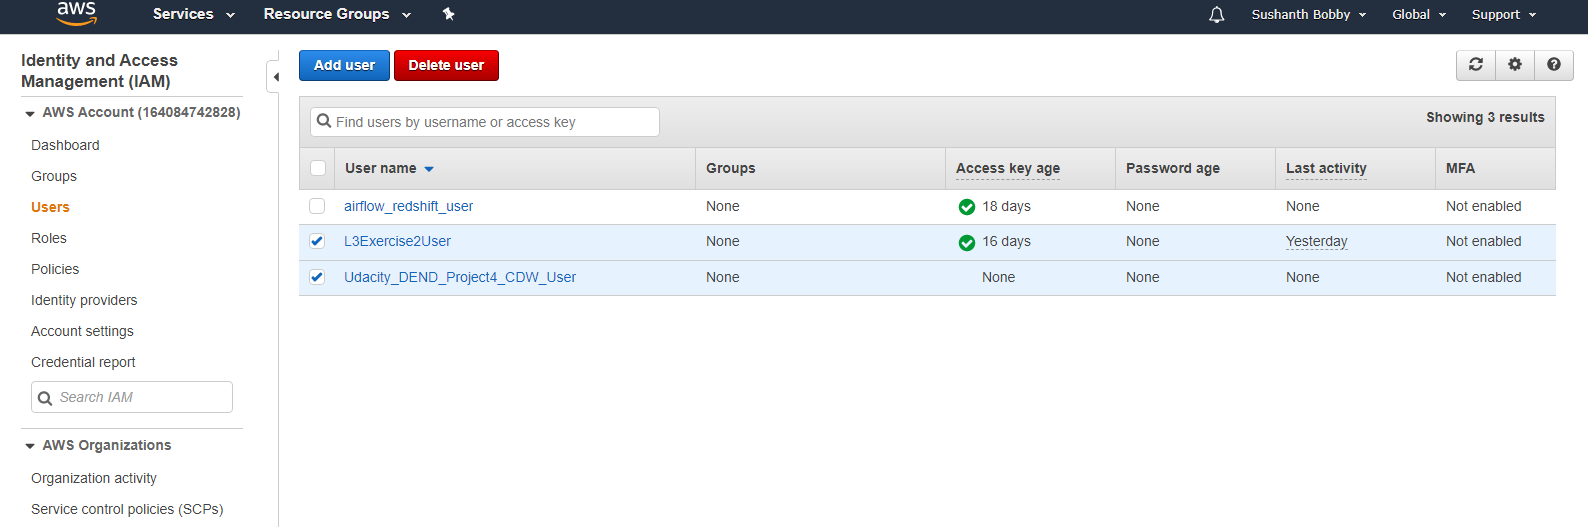 aws Services Resource Groups Sushanth Bobby Global Support
Identity and Access
Management (IAM)
AWS Account (164084742828)
Dashboard
Groups
Users
Roles
Policies
Identity providers
Account settings
Credential report
Search IAM
AWS Organizations
Organization activity
Service control policies (SCPs)
Add user Delete user
Find users by username or access key Showing 3 results
User name Groups Access key age Password age Last activity MFA
airflow_redshift_user None 18 days None None Not enabled
L3Exercise2User None 16 days None Yesterday Not enabled
Udacity_DEND_Project4_CDW_User None None None None Not enabled